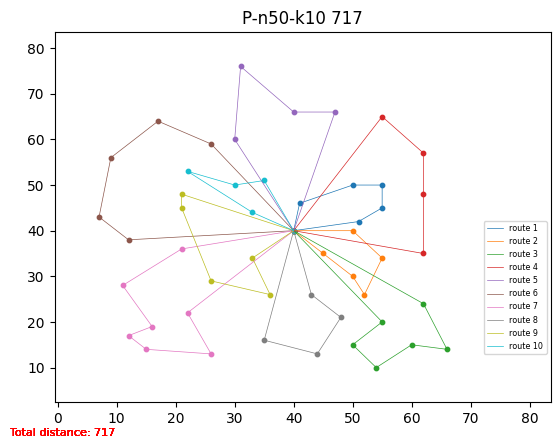 P-n50-k10 717
80
70
60
50
40
30
20
10
0 10 20 30 40 50 60 70 80
route 1
route 2
route 3
route 4
route 5
route 6
route 7
route 8
route 9
route 10
Total distance: 717